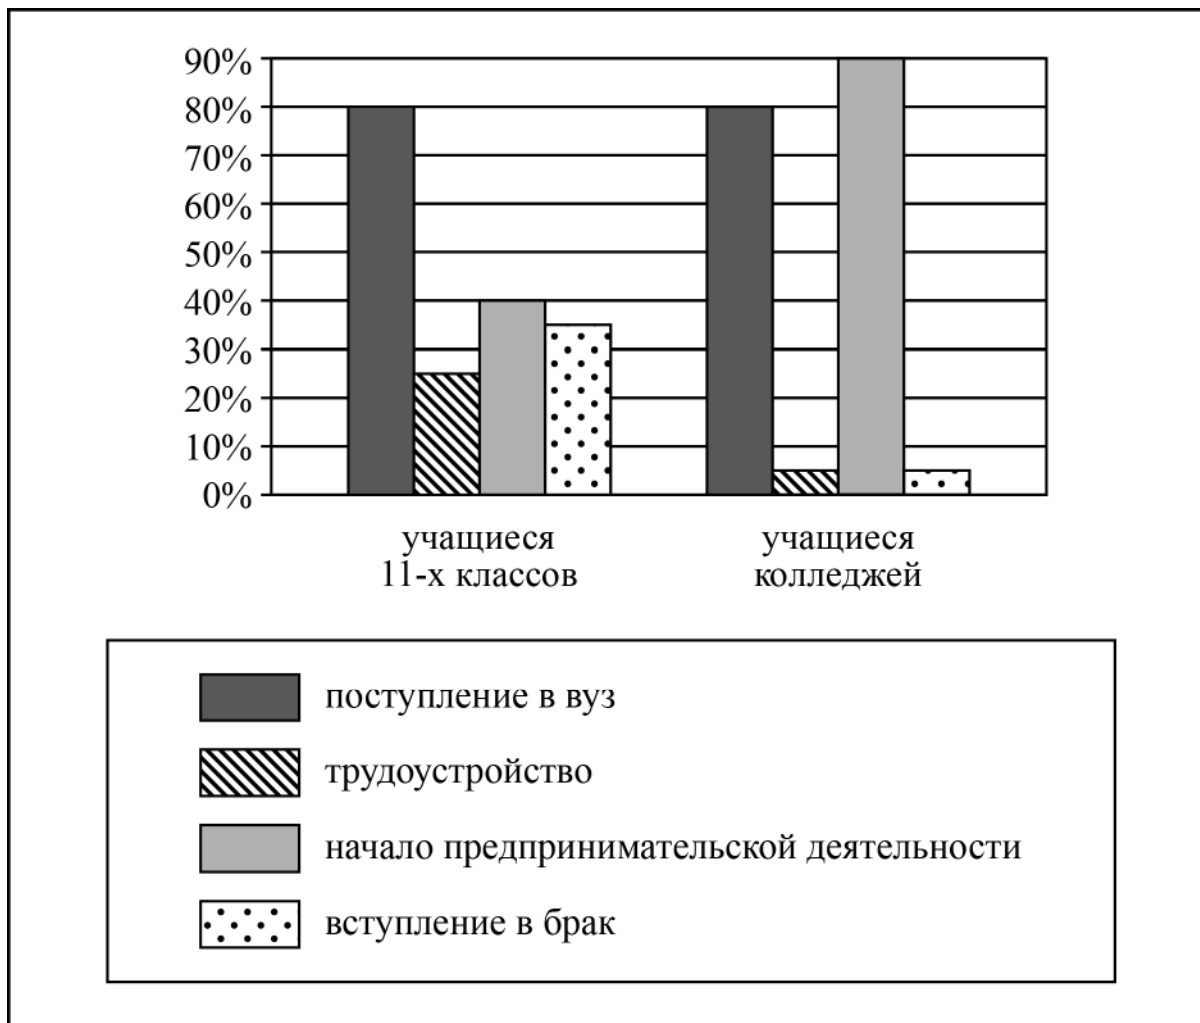 90%
80%
70%
60%
50%
40%
30%
20%
10%
0%
учащиеся
11-х классов
учащиеся
колледжей
поступление в вуз
трудоустройство
начало предпринимательской деятельности
вступление в брак